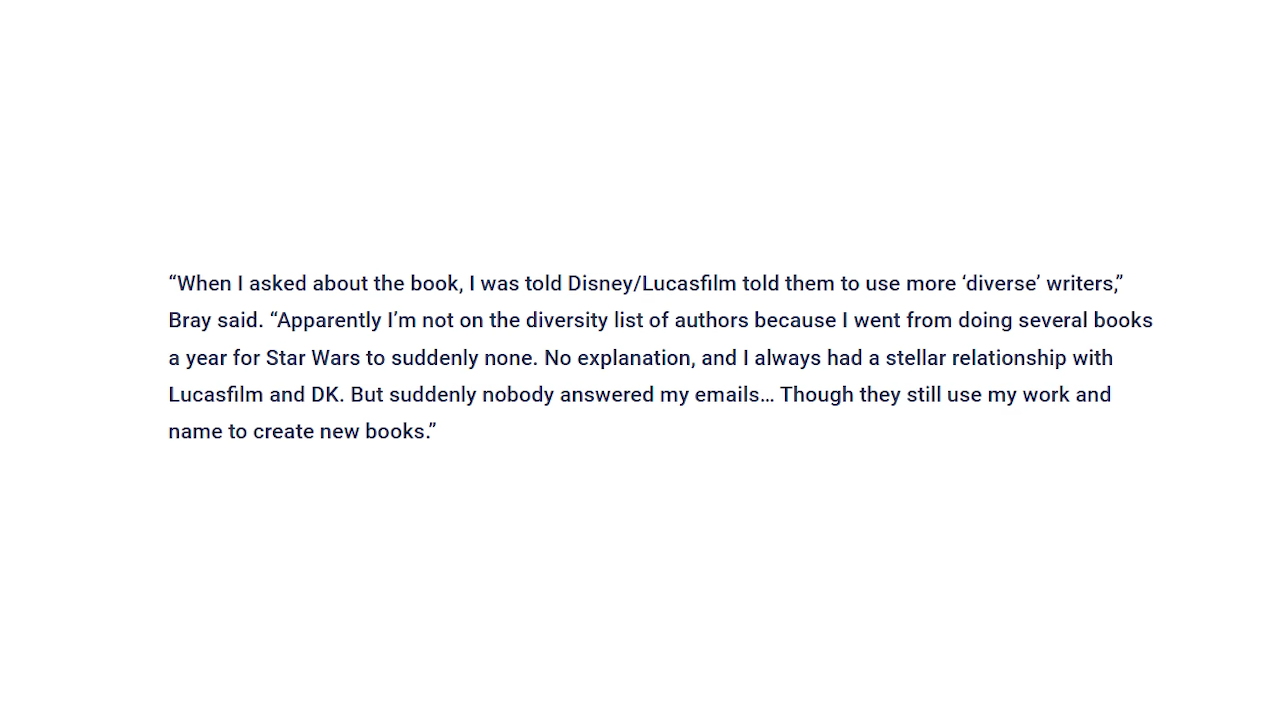 “When I asked about the book, I was told Disney/Lucasfilm told them to use more ‘diverse’ writers,”
Bray said. “Apparently I’m not on the diversity list of authors because I went from doing several books
a year for Star Wars to suddenly none. No explanation, and I always had a stellar relationship with
Lucasfilm and DK. But suddenly nobody answered my emails… Though they still use my work and
name to create new books.”